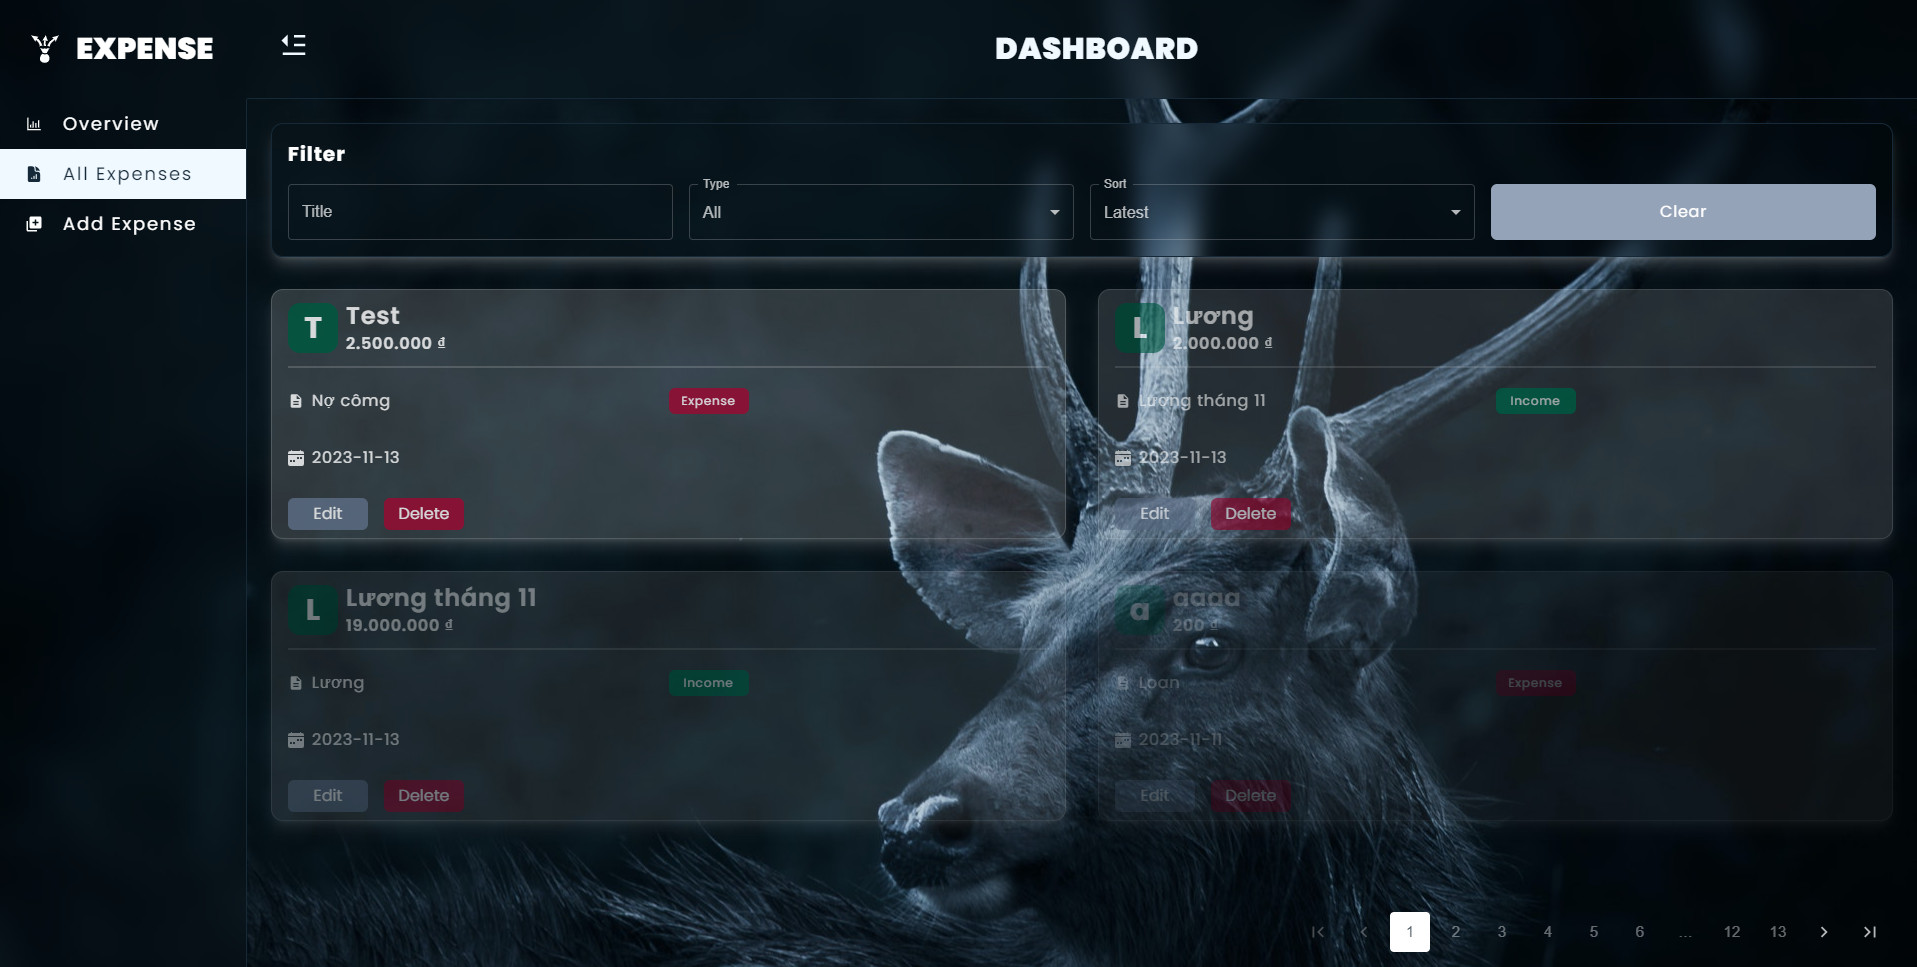 EXPENSE
DASHBOARD
Overview
All Expenses
Add Expense
Filter
Title
Type
All
Sort
Latest
Clear
T
Test
2.500.000 ₫
Nợ cômg
Expense
2023-11-13
Edit
Delete
L
Lương
2.000.000 ₫
Lương tháng 11
Income
2023-11-13
Edit
Delete
L
Lương tháng 11
19.000.000 ₫
Lương
Income
2023-11-13
Edit
Delete
a
aaaa
200 ₫
Loan
Expense
2023-11-11
Edit
Delete
1 2 3 4 5 6 ... 12 13